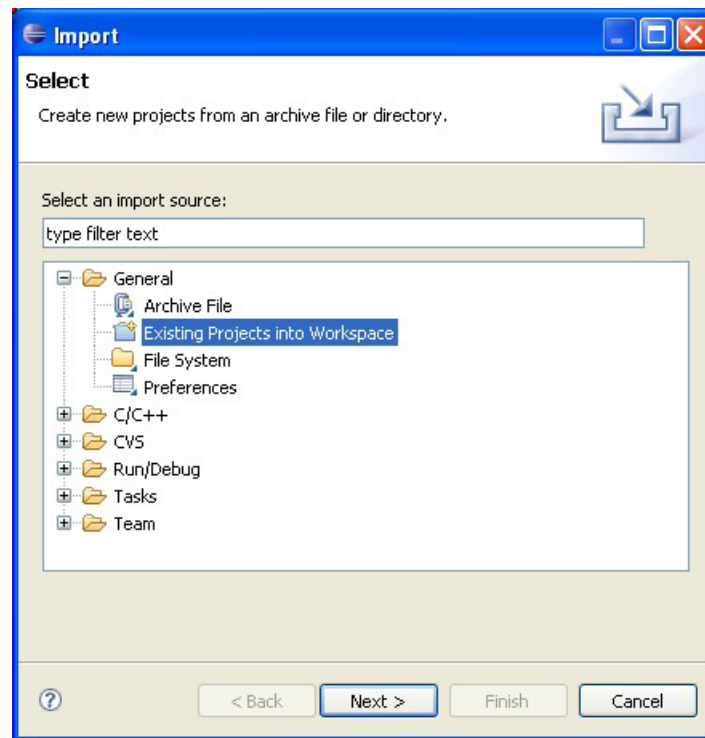 Import
Select
Create new projects from an archive file or directory.
Select an import source:
type filter text
General
Archive File
Existing Projects into Workspace
File System
Preferences
C/C++
CVS
Run/Debug
Tasks
Team
? < Back Next > Finish Cancel